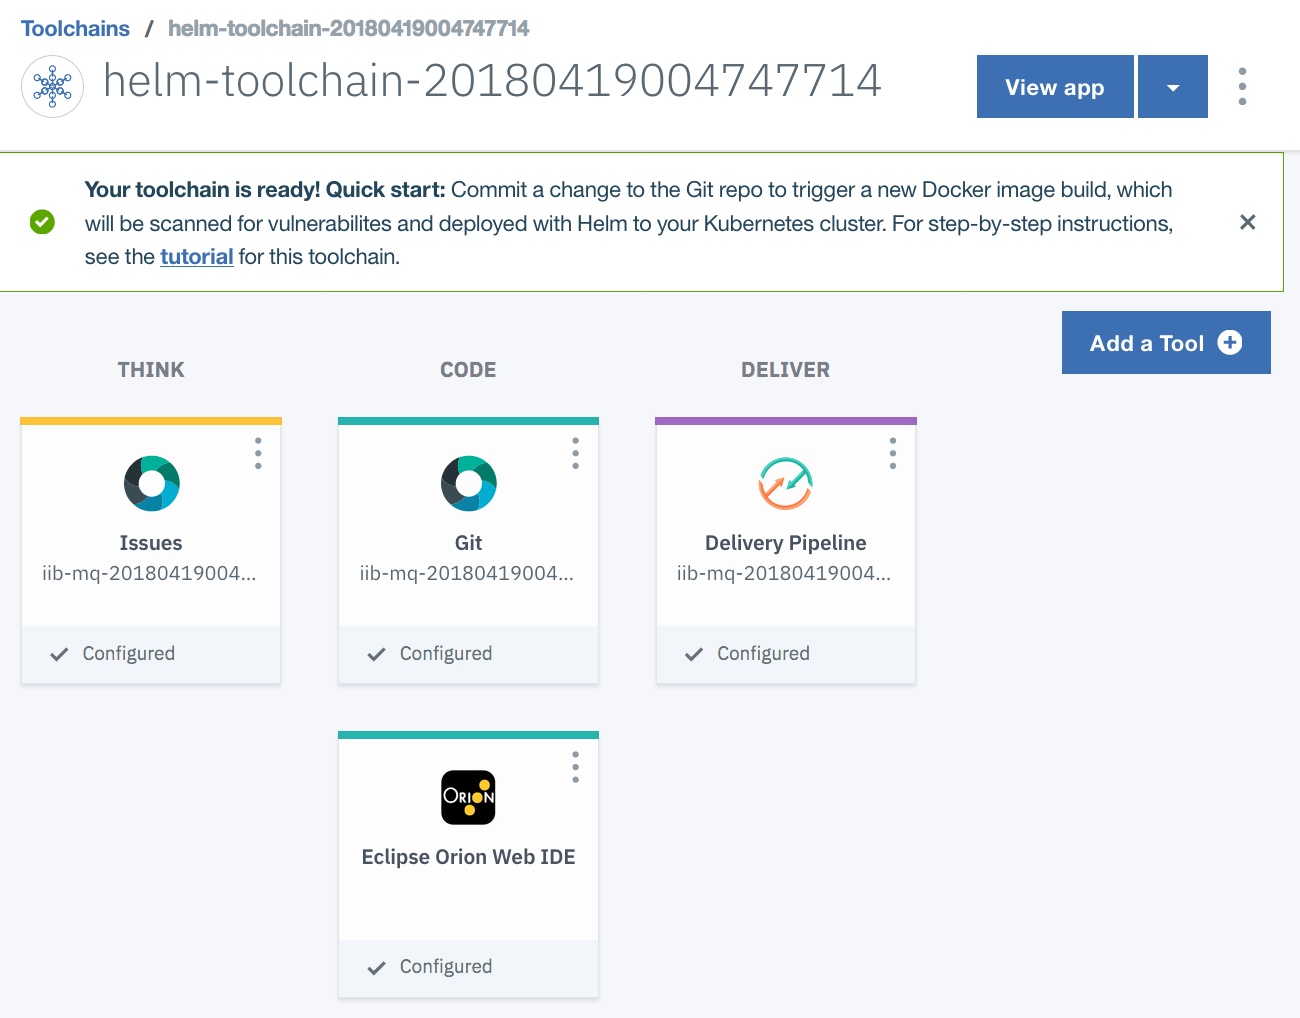 Toolchains / helm-toolchain-20180419004747714
helm-toolchain-20180419004747714
View app
Your toolchain is ready! Quick start: Commit a change to the Git repo to trigger a new Docker image build, which
will be scanned for vulnerabilites and deployed with Helm to your Kubernetes cluster. For step-by-step instructions,
see the tutorial for this toolchain.
Add a Tool
THINK
CODE
DELIVER
Issues
iib-mq-20180419004...
Configured
Git
iib-mq-20180419004...
Configured
Delivery Pipeline
iib-mq-20180419004...
Configured
ORION
Eclipse Orion Web IDE
Configured